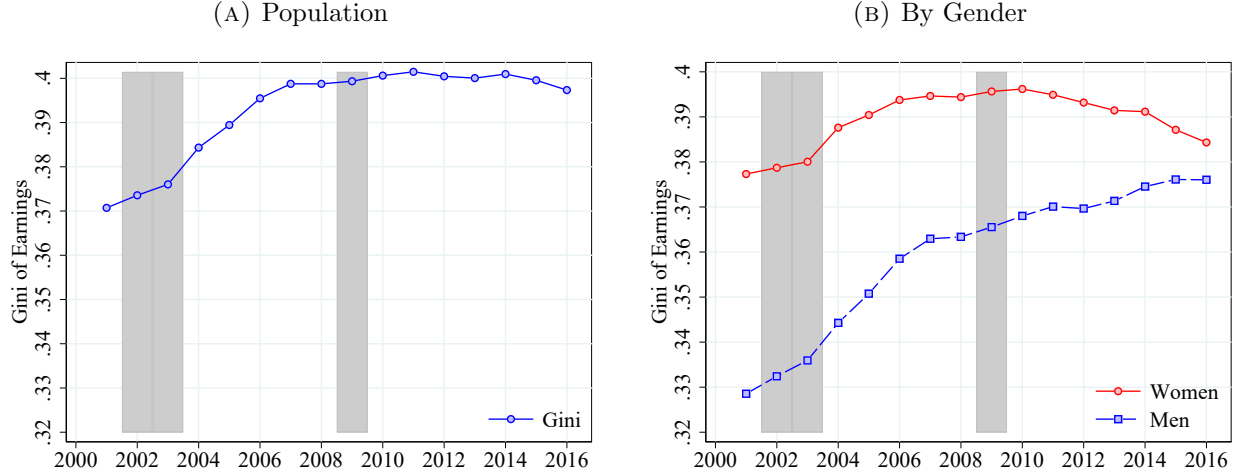 (A) Population
Gini of Earnings
.4
.39
.38
.37
.36
.35
.34
.33
.32
2000 2002 2004 2006 2008 2010 2012 2014 2016
Gini
(B) By Gender
Gini of Earnings
.4
.39
.38
.37
.36
.35
.34
.33
.32
2000 2002 2004 2006 2008 2010 2012 2014 2016
Women
Men